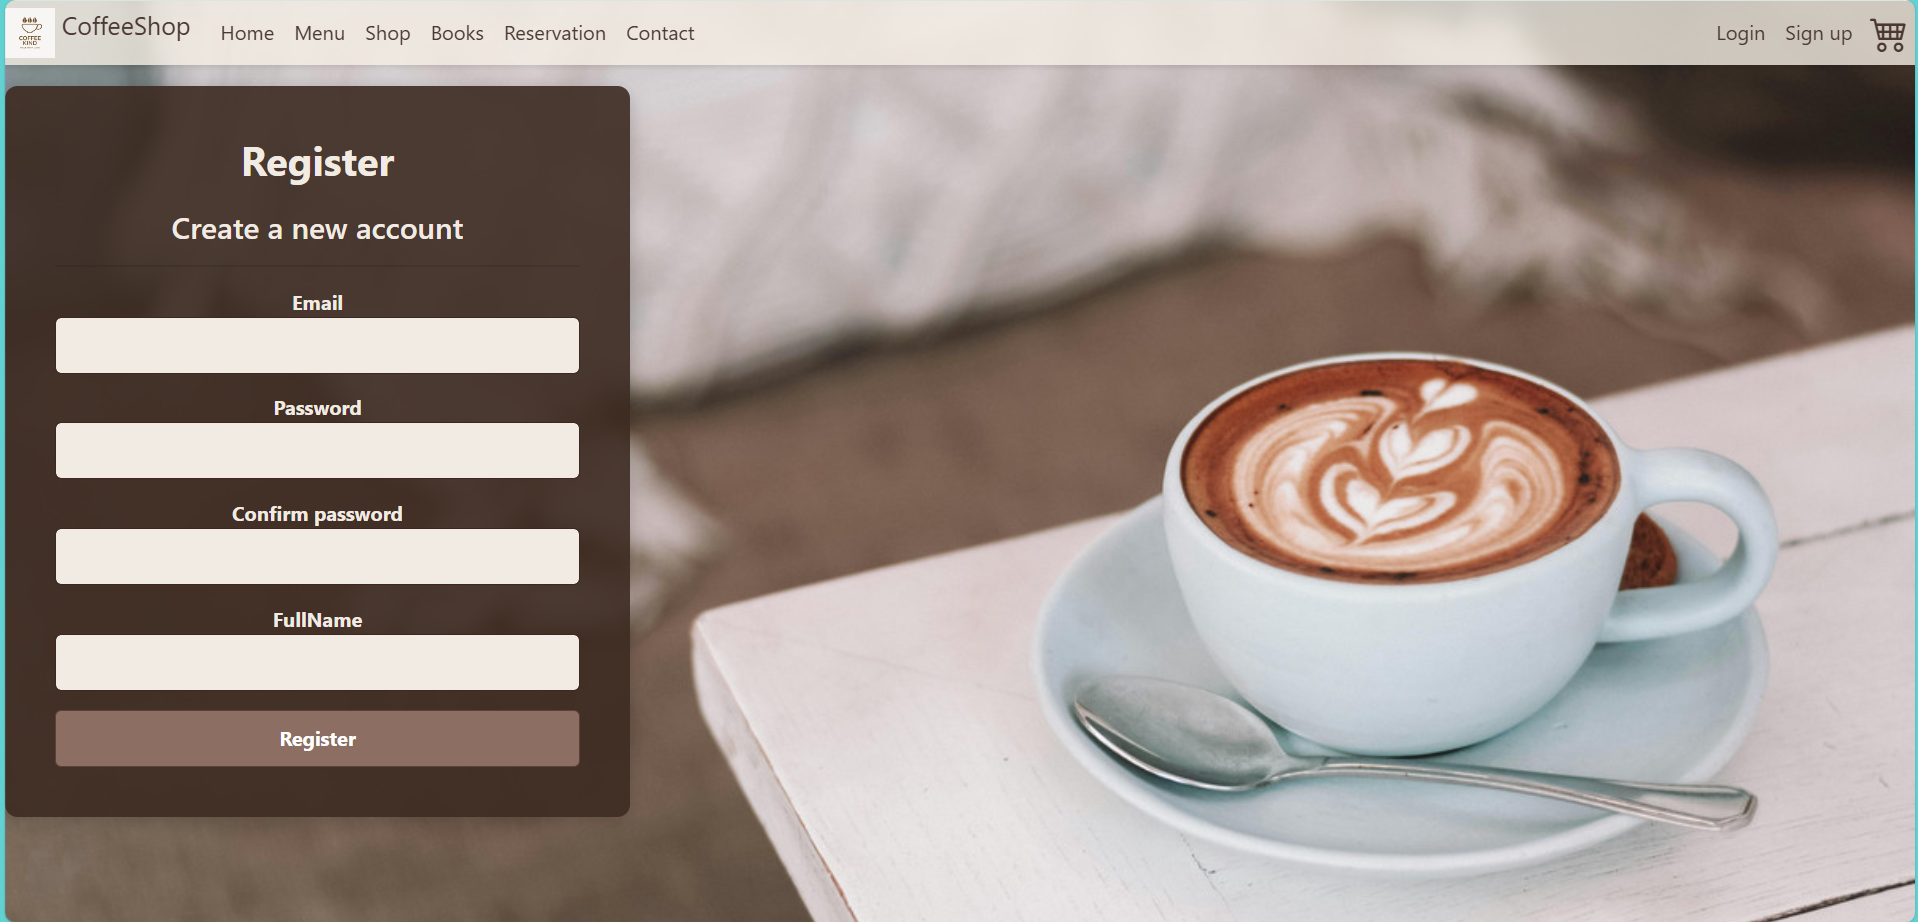 COFFEE
KIND
CoffeeShop
Home Menu Shop Books Reservation Contact
Login Sign up
Register
Create a new account
Email
Password
Confirm password
FullName
Register